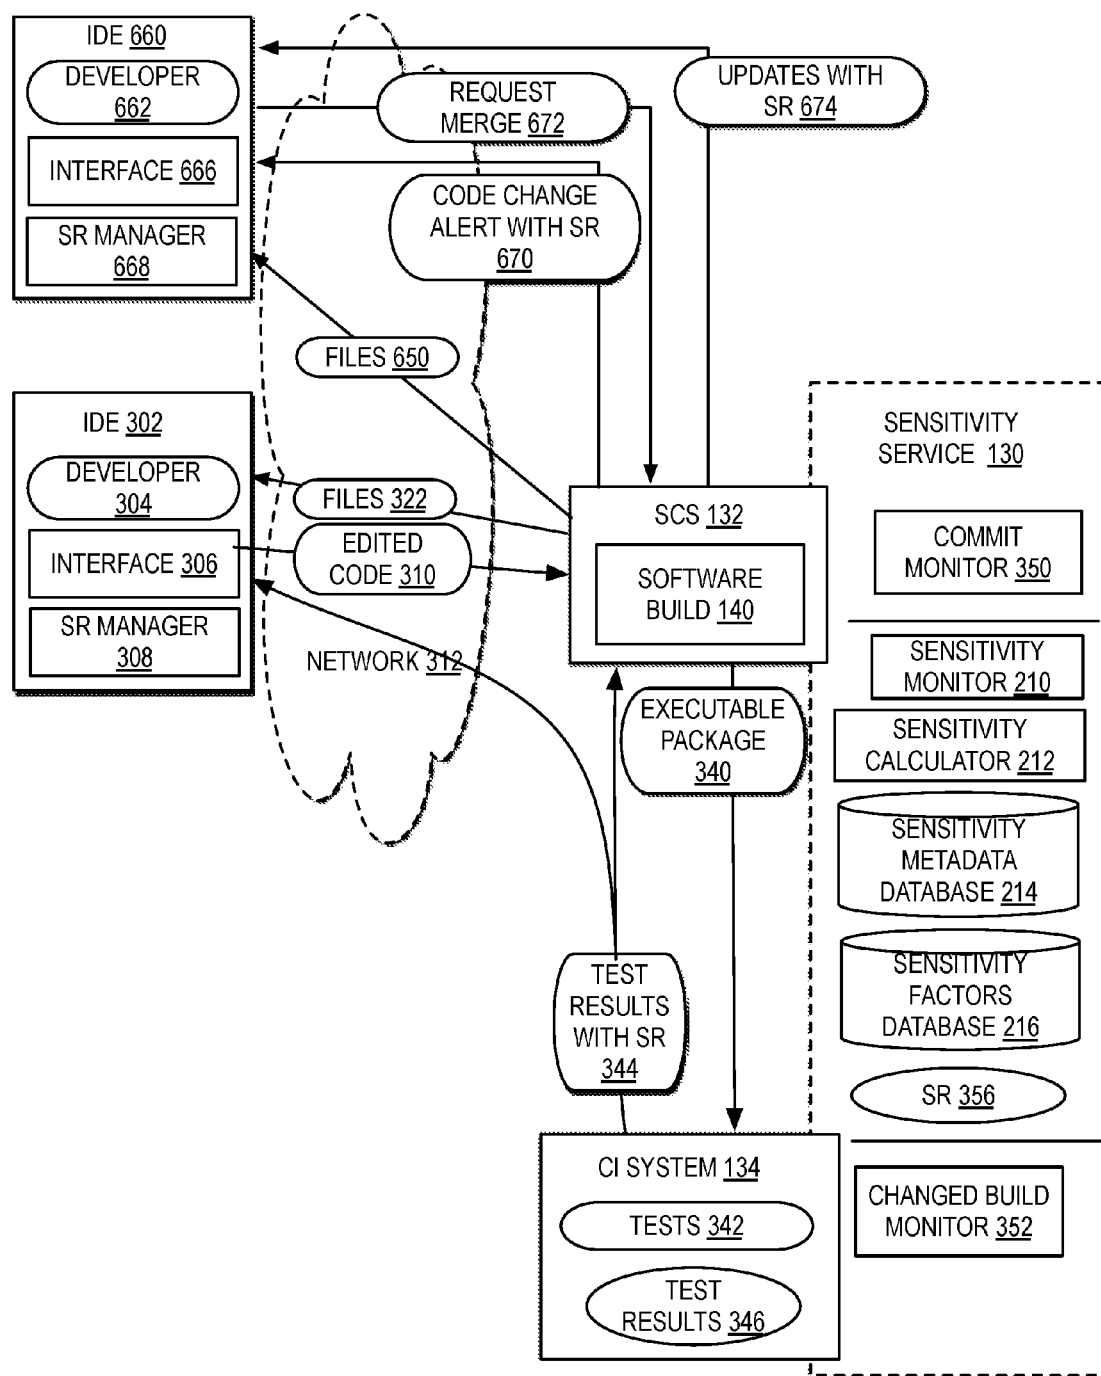 IDE 660
DEVELOPER
662
INTERFACE 666
SR MANAGER
668
REQUEST
MERGE 672
UPDATES WITH
SR 674
CODE CHANGE
ALERT WITH SR
670
FILES 650
IDE 302
DEVELOPER
304
INTERFACE 306
SR MANAGER
308
FILES 322
EDITED
CODE 310
NETWORK 312
SCS 132
SOFTWARE
BUILD 140
EXECUTABLE
PACKAGE
340
TEST
RESULTS
WITH SR
344
CI SYSTEM 134
TESTS 342
TEST
RESULTS 346
SENSITIVITY
SERVICE 130
COMMIT
MONITOR 350
SENSITIVITY
MONITOR 210
SENSITIVITY
CALCULATOR 212
SENSITIVITY
METADATA
DATABASE 214
SENSITIVITY
FACTORS
DATABASE 216
SR 356
CHANGED BUILD
MONITOR 352